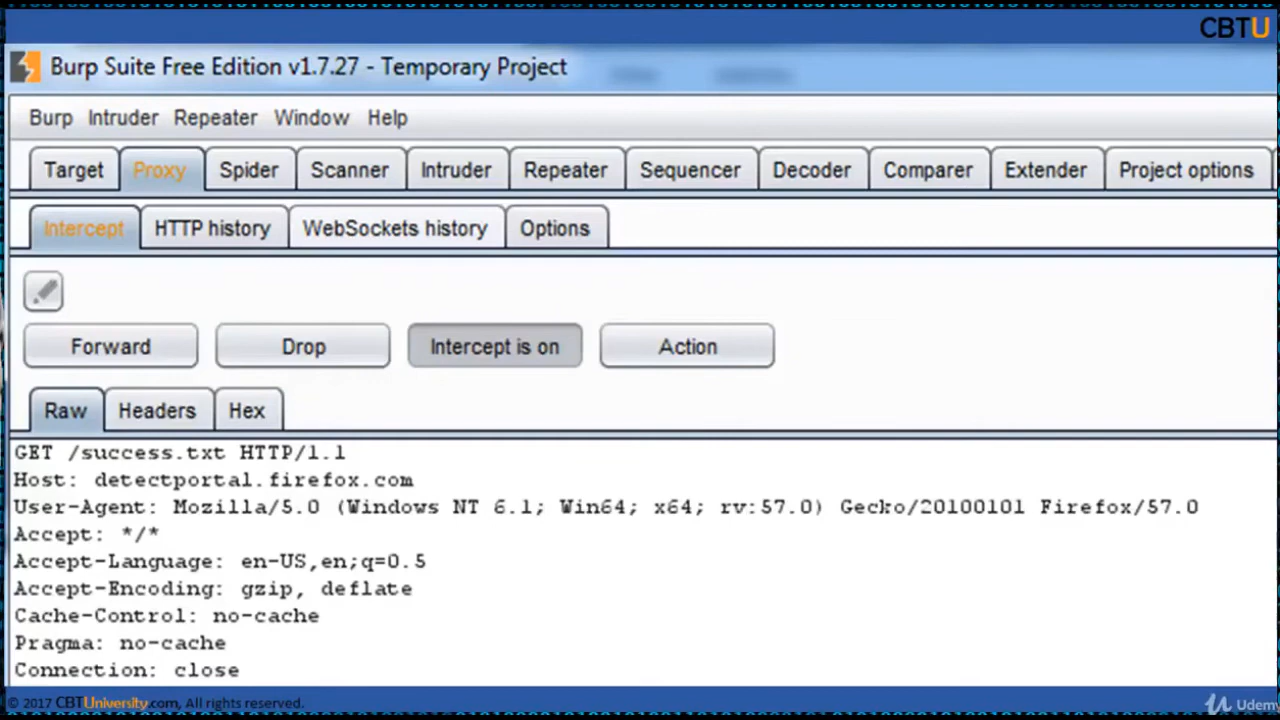 CBTU
Burp Suite Free Edition v1.7.27 - Temporary Project
Burp Intruder Repeater Window Help
Target Proxy Spider Scanner Intruder Repeater Sequencer Decoder Comparer Extender Project options
Intercept HTTP history WebSockets history Options
Forward Drop Intercept is on Action
Raw Headers Hex
GET /success.txt HTTP/1.1
Host: detectportal.firefox.com
User-Agent: Mozilla/5.0 (Windows NT 6.1; Win64; x64; rv:57.0) Gecko/20100101 Firefox/57.0
Accept: */*
Accept-Language: en-US,en;q=0.5
Accept-Encoding: gzip, deflate
Cache-Control: no-cache
Pragma: no-cache
Connection: close
© 2017 CBTUniversity.com, All rights reserved.
Udemy